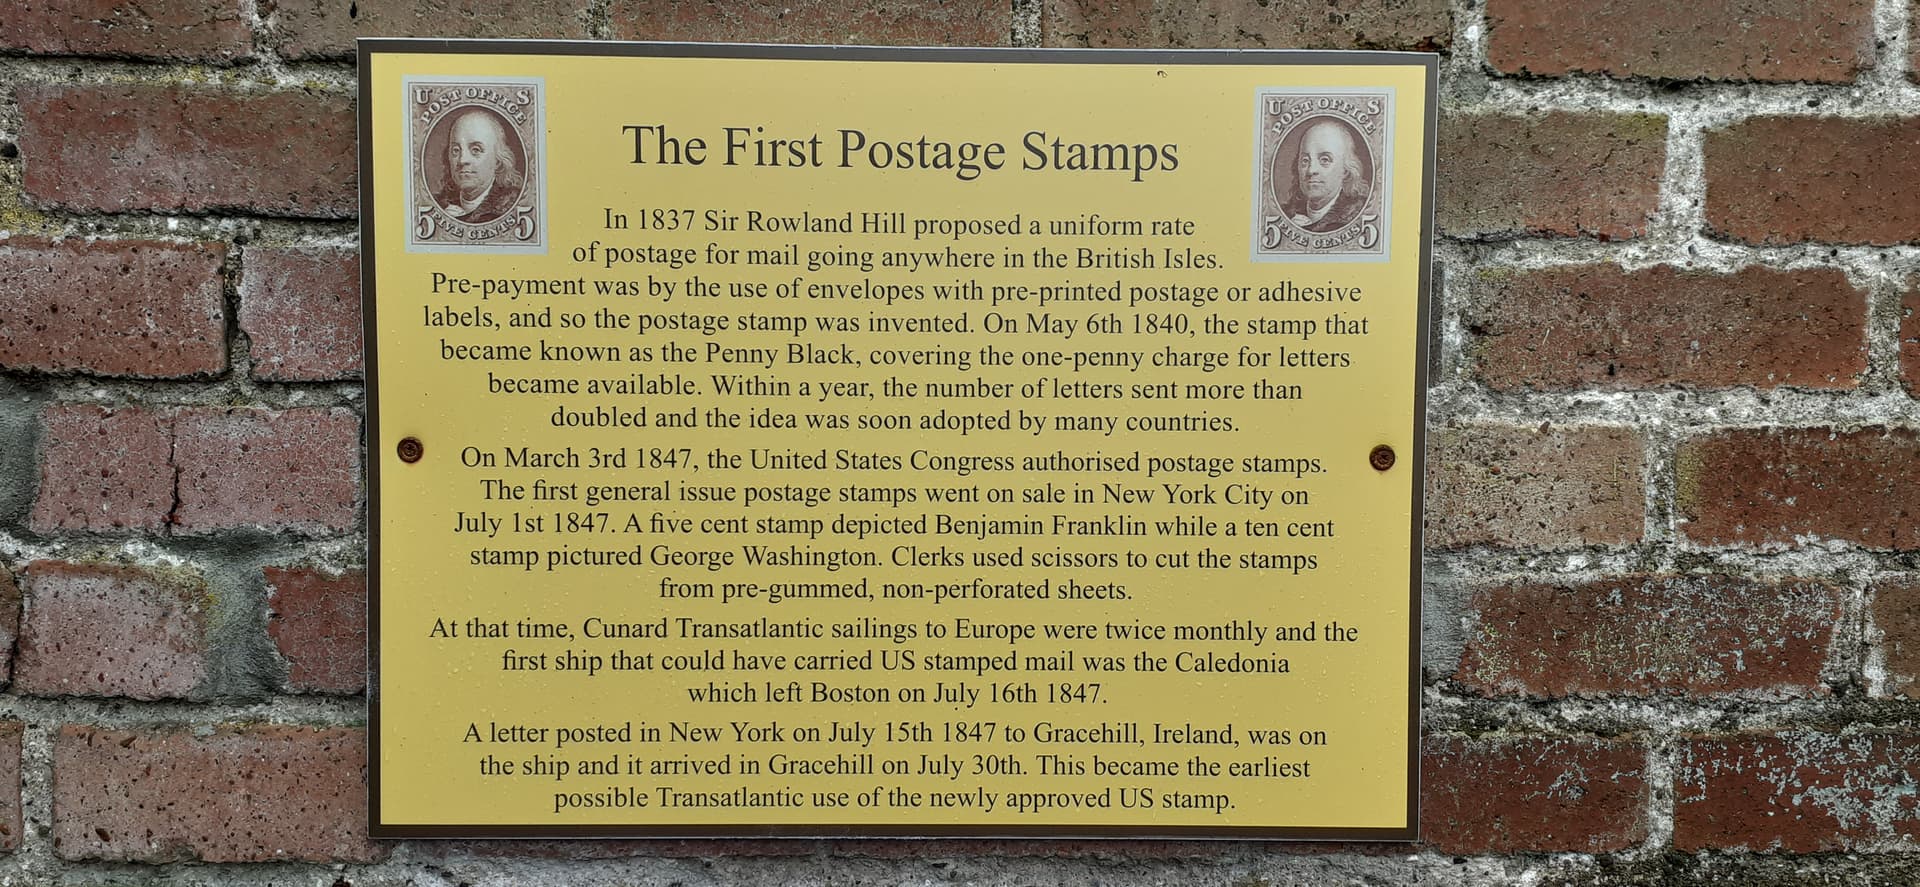 U S
POST OFFICE
5 FIVE CENTS 5
U S
POST OFFICE
5 FIVE CENTS 5
The First Postage Stamps
In 1837 Sir Rowland Hill proposed a uniform rate
of postage for mail going anywhere in the British Isles.
Pre-payment was by the use of envelopes with pre-printed postage or adhesive
labels, and so the postage stamp was invented. On May 6th 1840, the stamp that
became known as the Penny Black, covering the one-penny charge for letters
became available. Within a year, the number of letters sent more than
doubled and the idea was soon adopted by many countries.
On March 3rd 1847, the United States Congress authorised postage stamps.
The first general issue postage stamps went on sale in New York City on
July 1st 1847. A five cent stamp depicted Benjamin Franklin while a ten cent
stamp pictured George Washington. Clerks used scissors to cut the stamps
from pre-gummed, non-perforated sheets.
At that time, Cunard Transatlantic sailings to Europe were twice monthly and the
first ship that could have carried US stamped mail was the Caledonia
which left Boston on July 16th 1847.
A letter posted in New York on July 15th 1847 to Gracehill, Ireland, was on
the ship and it arrived in Gracehill on July 30th. This became the earliest
possible Transatlantic use of the newly approved US stamp.